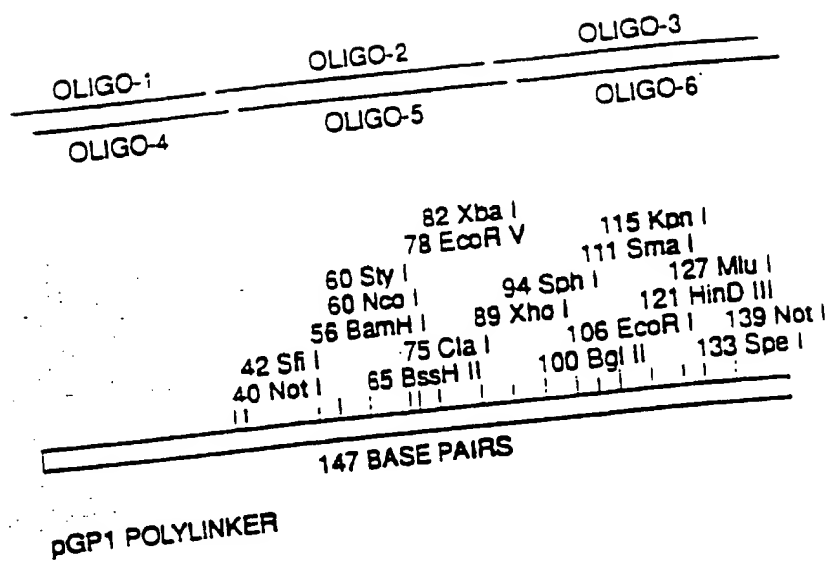 OLIGO-1 OLIGO-2 OLIGO-3
OLIGO-4 OLIGO-5 OLIGO-6
82 Xba I 115 Kpn I
78 EcoR V 111 Sma I
60 Sty I 94 Sph I 127 Mlu I
60 Nco I 89 Xho I 121 HinD III
56 BamH I 106 EcoR I 139 Not I
42 Sfi I 75 Cla I 100 Bgl II 133 Spe I
40 Not I 65 BssH II
147 BASE PAIRS
pGP1 POLYLINKER